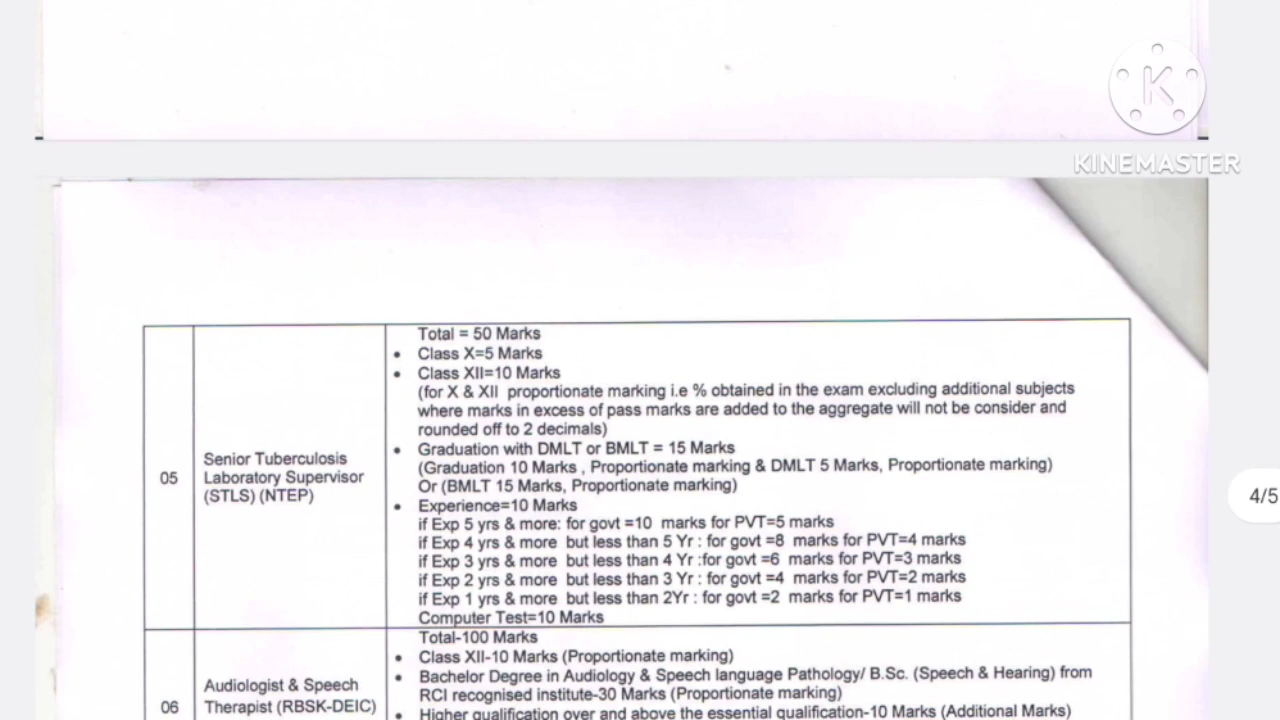 K
KINEMASTER
Total = 50 Marks
• Class X=5 Marks
• Class XII=10 Marks
(for X & XII proportionate marking i.e % obtained in the exam excluding additional subjects
where marks in excess of pass marks are added to the aggregate will not be consider and
rounded off to 2 decimals)
• Graduation with DMLT or BMLT = 15 Marks
(Graduation 10 Marks , Proportionate marking & DMLT 5 Marks, Proportionate marking)
Or (BMLT 15 Marks, Proportionate marking)
• Experience=10 Marks
if Exp 5 yrs & more: for govt =10 marks for PVT=5 marks
if Exp 4 yrs & more but less than 5 Yr : for govt =8 marks for PVT=4 marks
if Exp 3 yrs & more but less than 4 Yr :for govt =6 marks for PVT=3 marks
if Exp 2 yrs & more but less than 3 Yr : for govt =4 marks for PVT=2 marks
if Exp 1 yrs & more but less than 2Yr : for govt =2 marks for PVT=1 marks
Computer Test=10 Marks
05
Senior Tuberculosis
Laboratory Supervisor
(STLS) (NTEP)
4/5
Total-100 Marks
• Class XII-10 Marks (Proportionate marking)
• Bachelor Degree in Audiology & Speech language Pathology/ B.Sc. (Speech & Hearing) from
RCI recognised institute-30 Marks (Proportionate marking)
• Higher qualification over and above the essential qualification-10 Marks (Additional Marks)
06
Audiologist & Speech
Therapist (RBSK-DEIC)